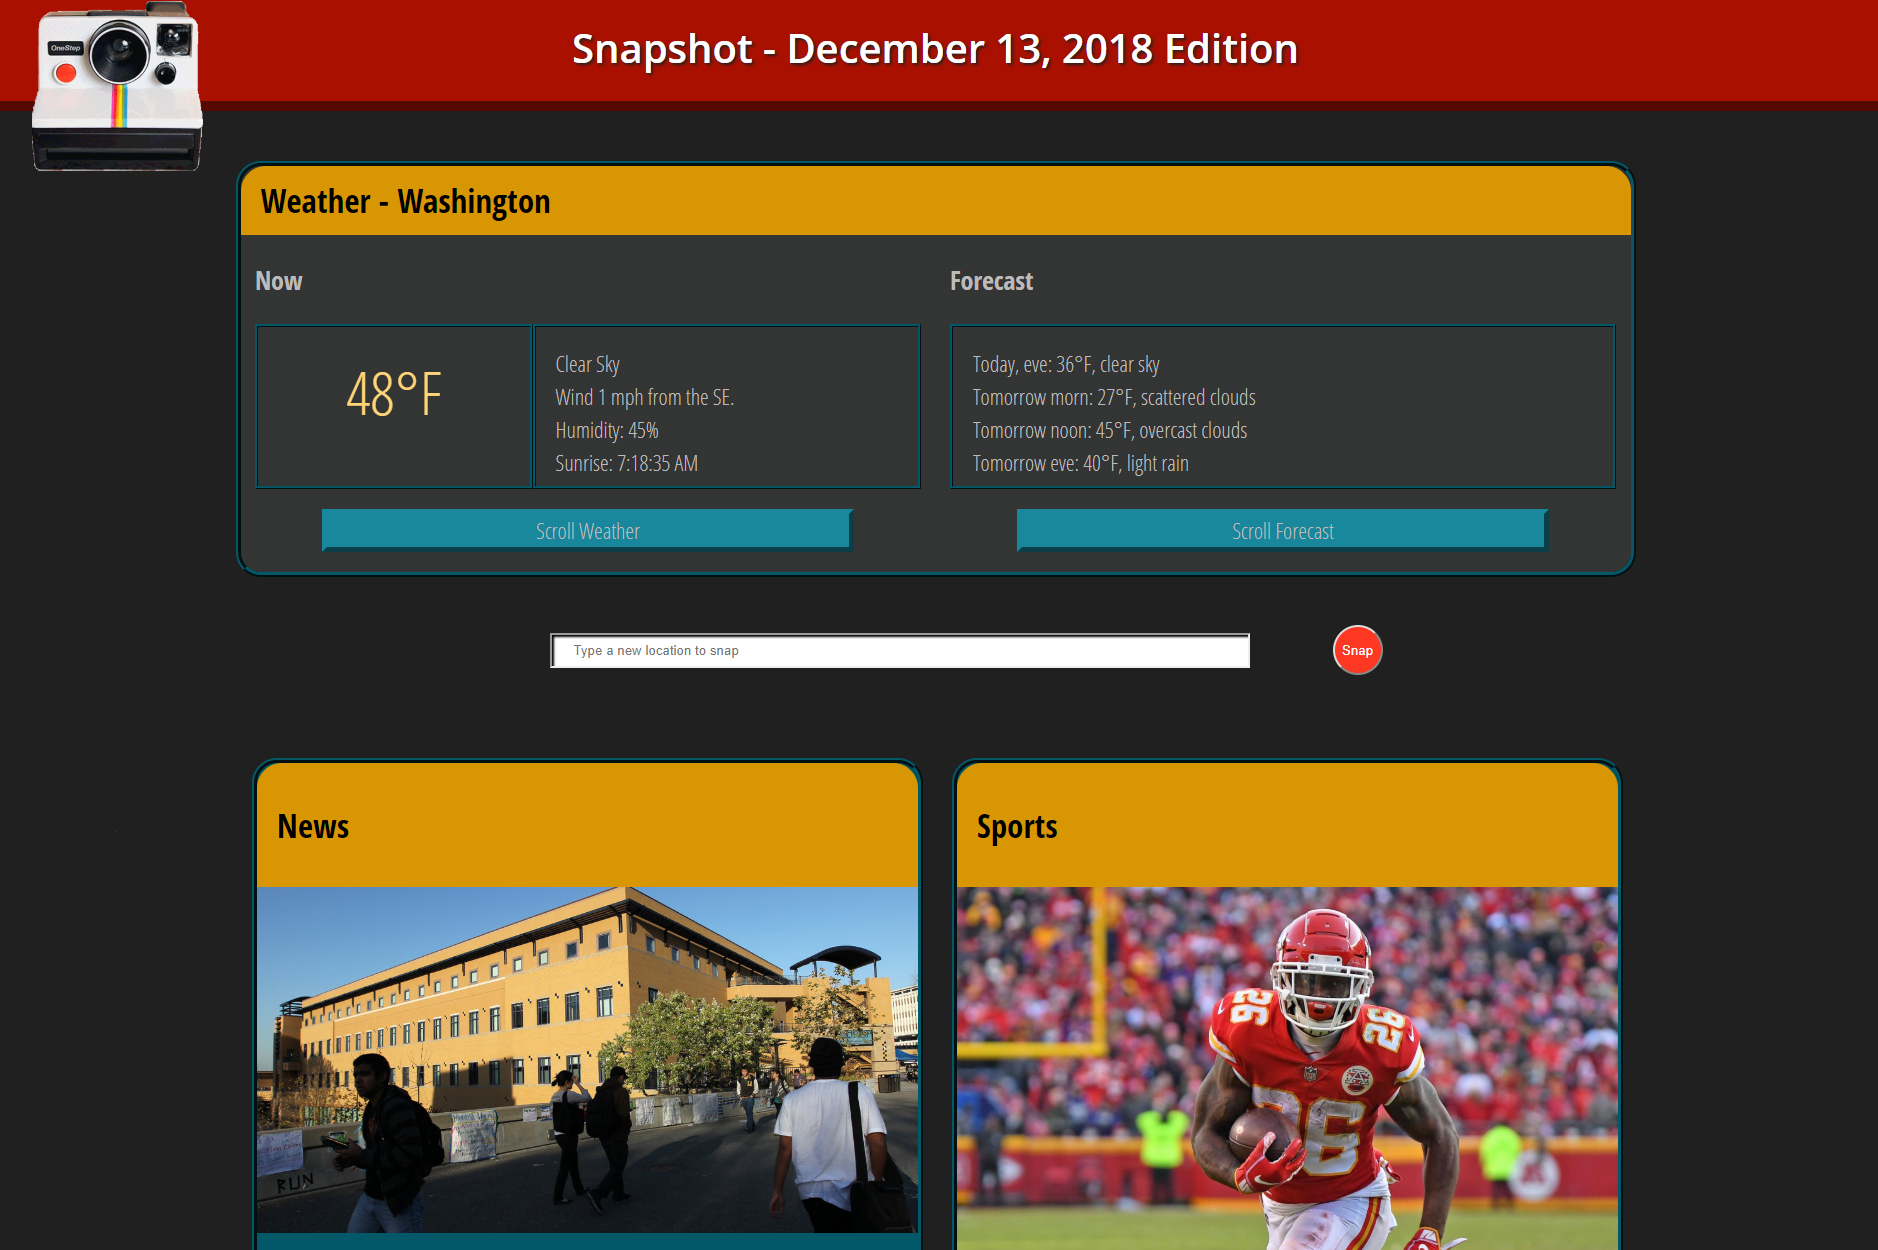 OneStep
Snapshot - December 13, 2018 Edition
Weather - Washington
Now
48°F
Clear Sky
Wind 1 mph from the SE.
Humidity: 45%
Sunrise: 7:18:35 AM
Scroll Weather
Forecast
Today, eve: 36°F, clear sky
Tomorrow morn: 27°F, scattered clouds
Tomorrow noon: 45°F, overcast clouds
Tomorrow eve: 40°F, light rain
Scroll Forecast
Type a new location to snap
Snap
News
RUN
Sports
26
26
26